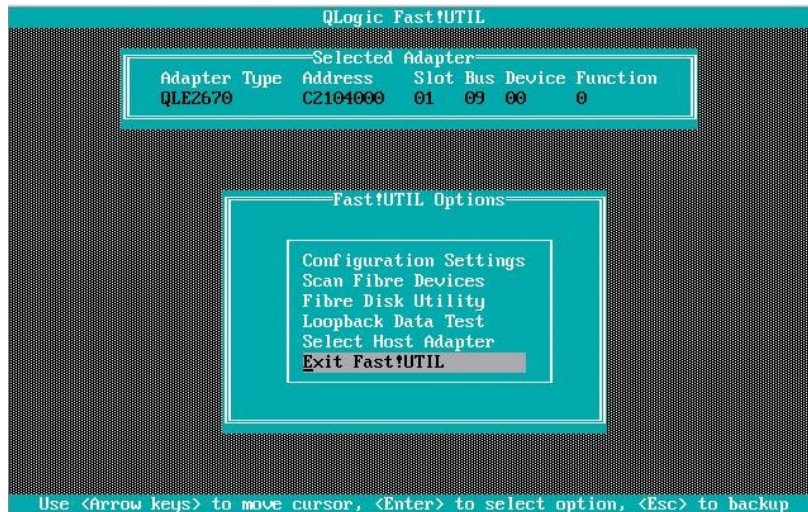 QLogic Fast!UTIL
Selected Adapter
Adapter Type Address Slot Bus Device Function
QLE2670 C2104000 01 09 00 0
Fast!UTIL Options
Configuration Settings
Scan Fibre Devices
Fibre Disk Utility
Loopback Data Test
Select Host Adapter
Exit Fast!UTIL
Use <Arrow keys> to move cursor, <Enter> to select option, <Esc> to backup